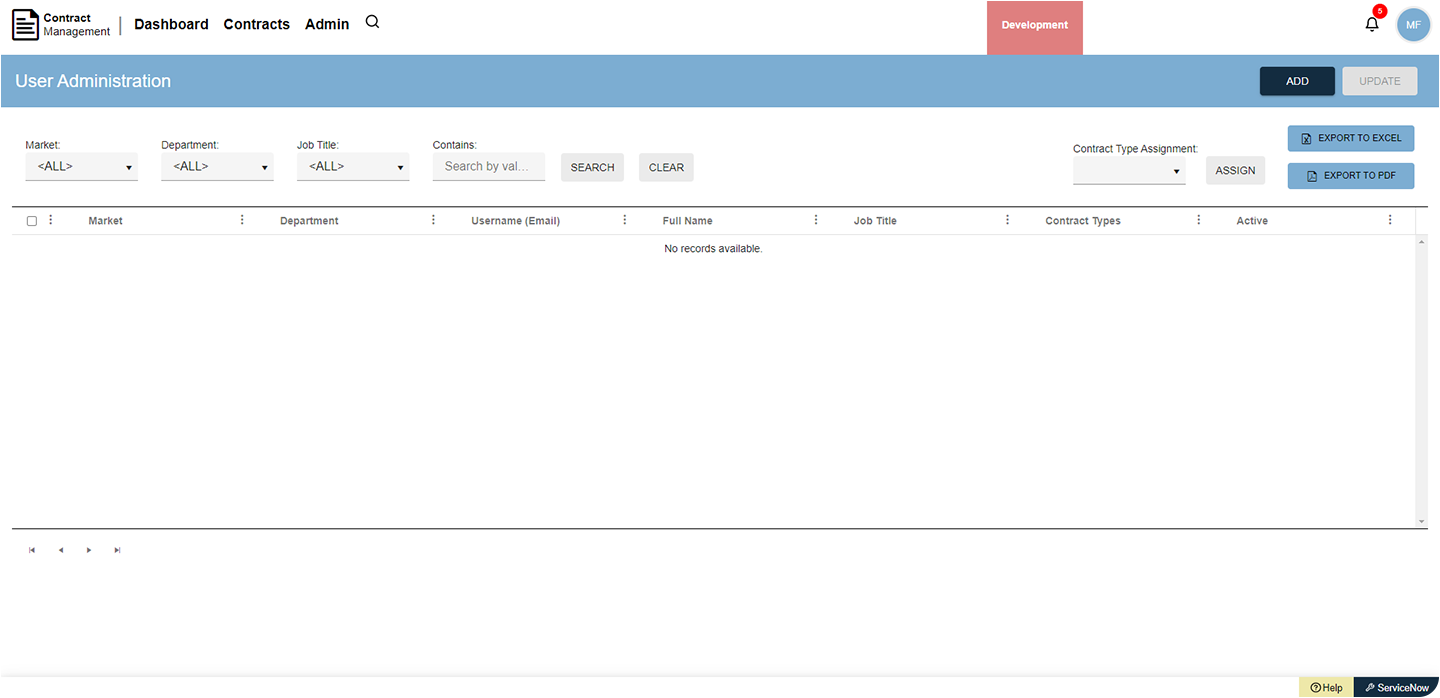 Contract
Management
Dashboard
Contracts
Admin
Development
5
MF
User Administration
ADD
UPDATE
Market:
<ALL>
Department:
<ALL>
Job Title:
<ALL>
Contains:
Search by val...
SEARCH
CLEAR
Contract Type Assignment:
ASSIGN
EXPORT TO EXCEL
EXPORT TO PDF
Market
Department
Username (Email)
Full Name
Job Title
Contract Types
Active
No records available.
Help
ServiceNow